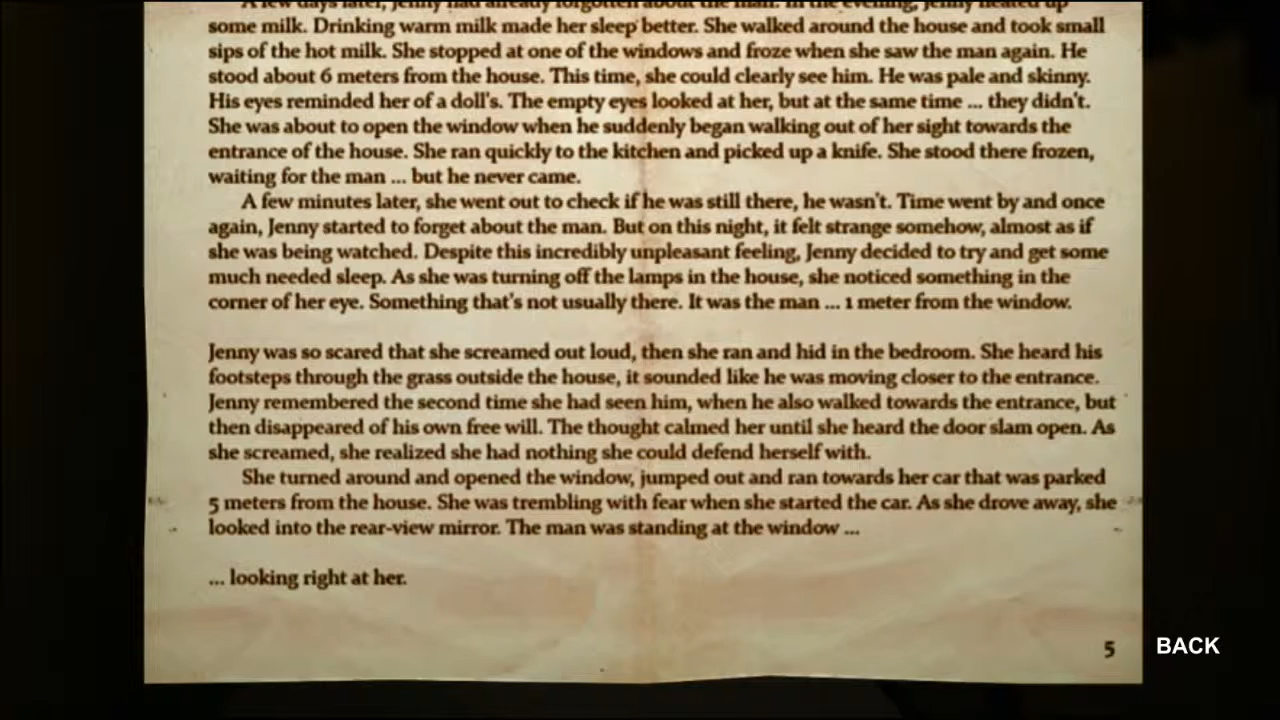 A few days later, Jenny had already forgotten about the man. In the evening, Jenny heated up
some milk. Drinking warm milk made her sleep better. She walked around the house and took small
sips of the hot milk. She stopped at one of the windows and froze when she saw the man again. He
stood about 6 meters from the house. This time, she could clearly see him. He was pale and skinny.
His eyes reminded her of a doll's. The empty eyes looked at her, but at the same time ... they didn't.
She was about to open the window when he suddenly began walking out of her sight towards the
entrance of the house. She ran quickly to the kitchen and picked up a knife. She stood there frozen,
waiting for the man ... but he never came.
A few minutes later, she went out to check if he was still there, he wasn't. Time went by and once
again, Jenny started to forget about the man. But on this night, it felt strange somehow, almost as if
she was being watched. Despite this incredibly unpleasant feeling, Jenny decided to try and get some
much needed sleep. As she was turning off the lamps in the house, she noticed something in the
corner of her eye. Something that's not usually there. It was the man ... 1 meter from the window.
Jenny was so scared that she screamed out loud, then she ran and hid in the bedroom. She heard his
footsteps through the grass outside the house, it sounded like he was moving closer to the entrance.
Jenny remembered the second time she had seen him, when he also walked towards the entrance, but
then disappeared of his own free will. The thought calmed her until she heard the door slam open. As
she screamed, she realized she had nothing she could defend herself with.
She turned around and opened the window, jumped out and ran towards her car that was parked
5 meters from the house. She was trembling with fear when she started the car. As she drove away, she
looked into the rear-view mirror. The man was standing at the window ...
... looking right at her.
5
BACK